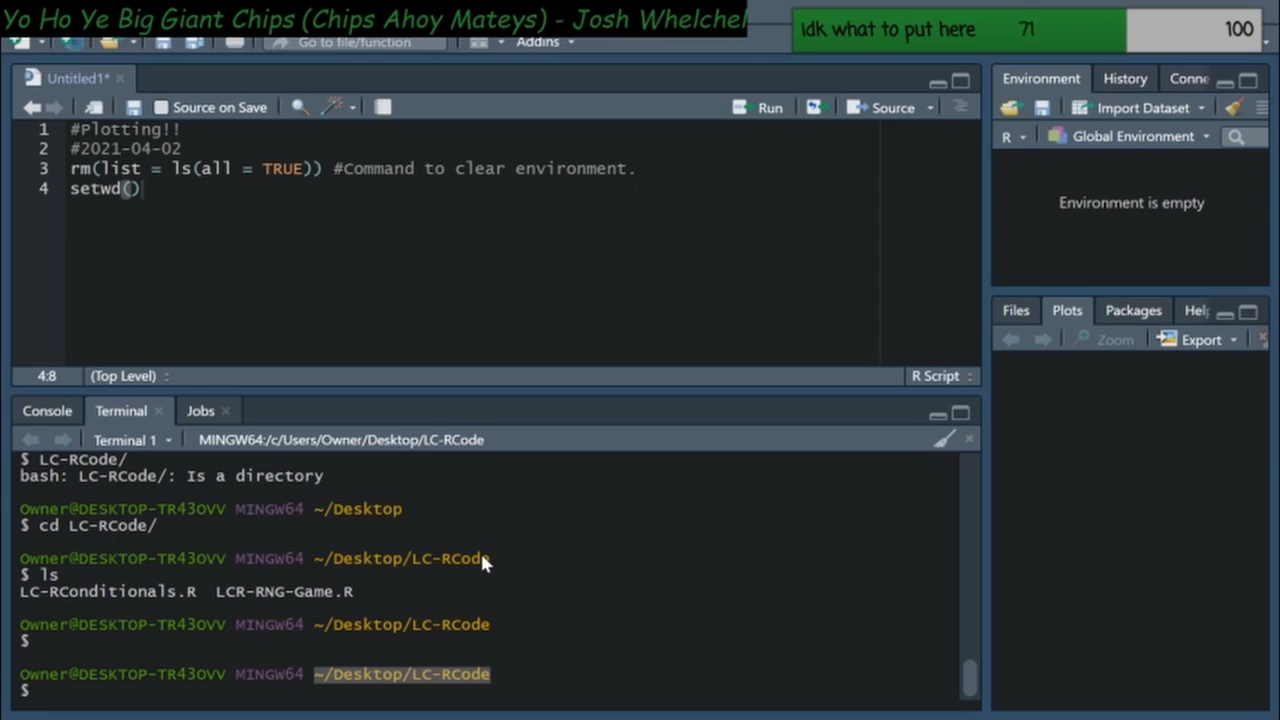 Yo Ho Ye Big Giant Chips (Chips Ahoy Mateys) - Josh Whelchel
Idk what to put here 71 100
Go to file/function Addins
Untitled1*
Source on Save Run Source
1 #Plotting!!
2 #2021-04-02
3 rm(list = ls(all = TRUE)) #Command to clear environment.
4 setwd()
4:8 (Top Level) R Script
Console Terminal Jobs
Terminal 1 MINGW64:/c/Users/Owner/Desktop/LC-RCode
$ LC-RCode/
bash: LC-RCode/: Is a directory
Owner@DESKTOP-TR43OVV MINGW64 ~/Desktop
$ cd LC-RCode/
Owner@DESKTOP-TR43OVV MINGW64 ~/Desktop/LC-RCode
$ ls
LC-RConditionals.R LCR-RNG-Game.R
Owner@DESKTOP-TR43OVV MINGW64 ~/Desktop/LC-RCode
$
Owner@DESKTOP-TR43OVV MINGW64 ~/Desktop/LC-RCode
$
Environment History Conne
Import Dataset
R Global Environment
Environment is empty
Files Plots Packages Hel
Zoom Export